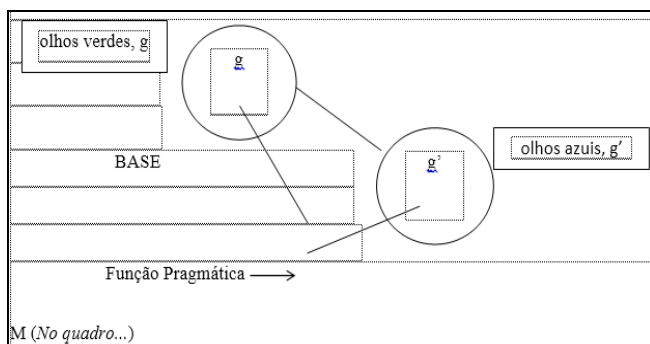 olhos verdes, g
g
g’
olhos azuis, g’
BASE
Função Pragmática
M (No quadro...)